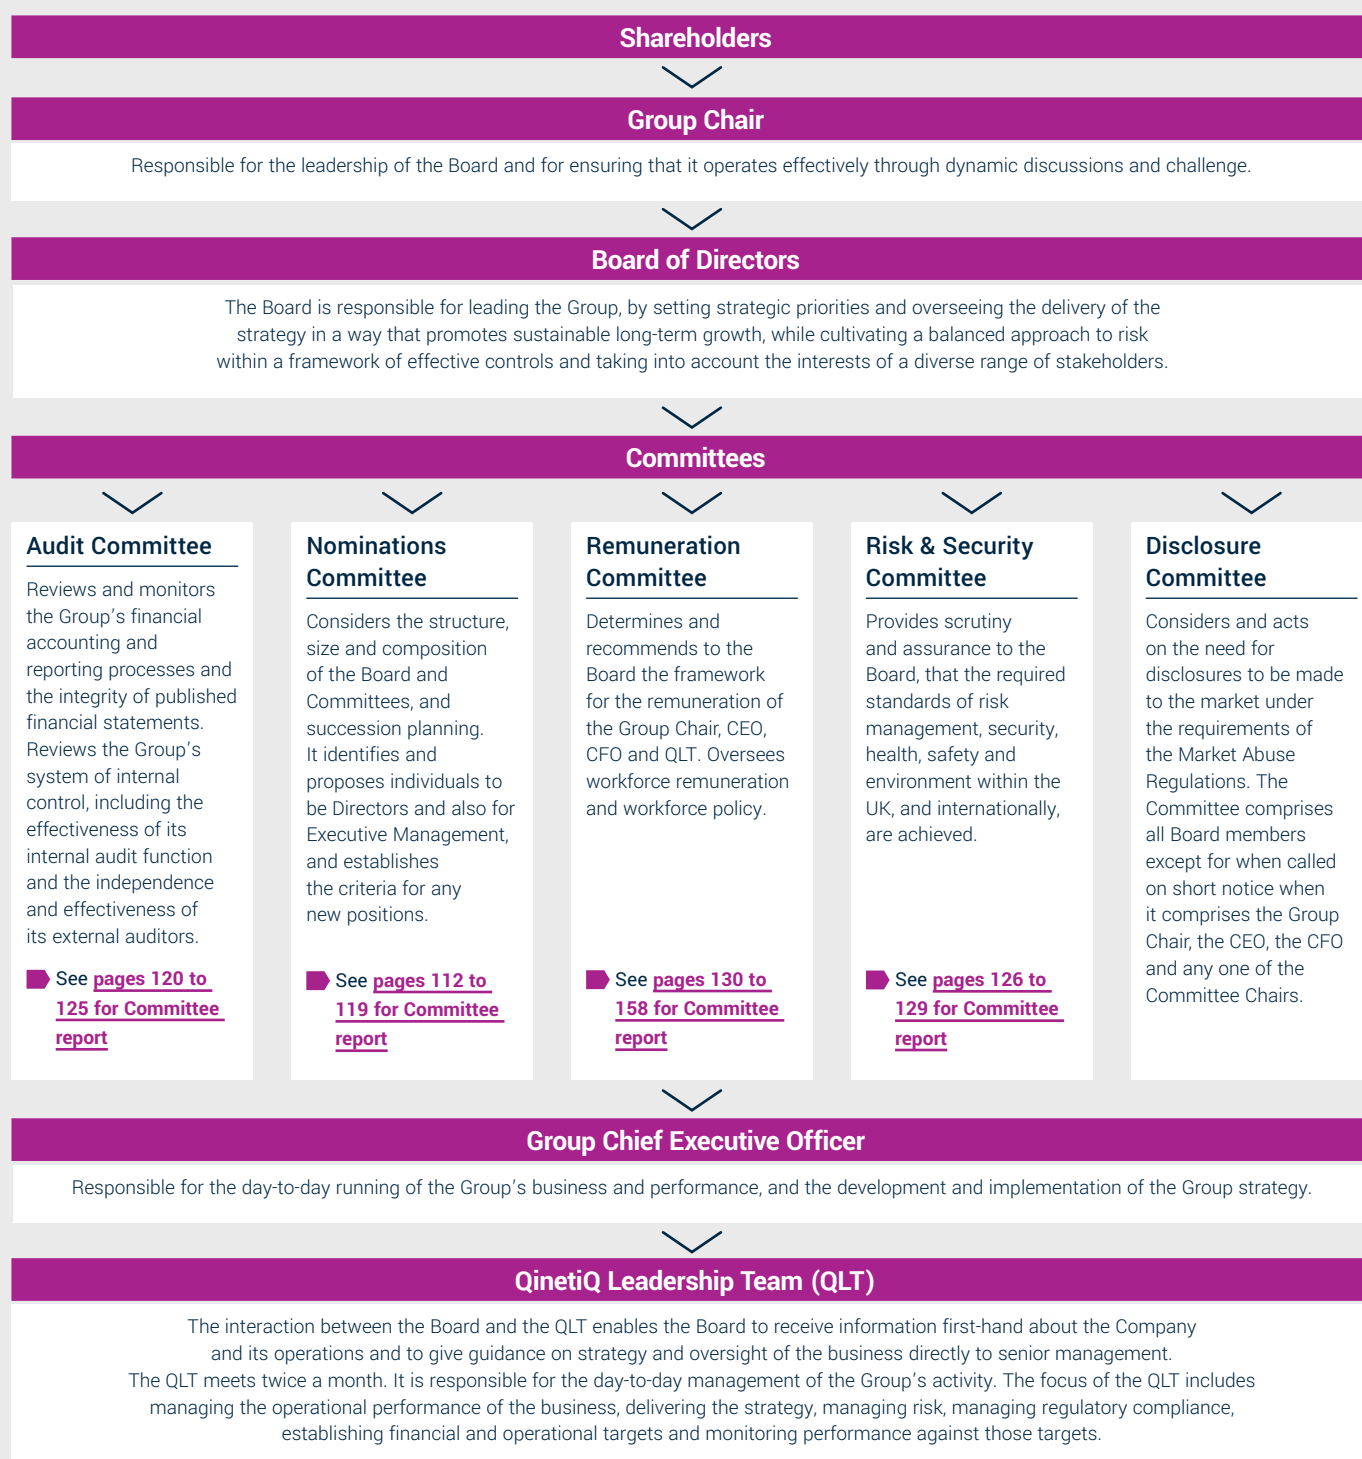 Shareholders
Group Chair
Responsible for the leadership of the Board and for ensuring that it operates effectively through dynamic discussions and challenge.
Board of Directors
The Board is responsible for leading the Group, by setting strategic priorities and overseeing the delivery of the
strategy in a way that promotes sustainable long-term growth, while cultivating a balanced approach to risk
within a framework of effective controls and taking into account the interests of a diverse range of stakeholders.
Committees
Audit Committee
Reviews and monitors
the Group's financial
accounting and
reporting processes and
the integrity of published
financial statements.
Reviews the Group's
system of internal
control, including the
effectiveness of its
internal audit function
and the independence
and effectiveness of
its external auditors.
See pages 120 to
125 for Committee
report
Nominations
Committee
Considers the structure,
size and composition
of the Board and
Committees, and
succession planning.
It identifies and
proposes individuals to
be Directors and also for
Executive Management,
and establishes
the criteria for any
new positions.
See pages 112 to
119 for Committee
report
Remuneration
Committee
Determines and
recommends to the
Board the framework
for the remuneration of
the Group Chair, CEO,
CFO and QLT. Oversees
workforce remuneration
and workforce policy.
See pages 130 to
158 for Committee
report
Risk & Security
Committee
Provides scrutiny
and assurance to the
Board, that the required
standards of risk
management, security,
health, safety and
environment within the
UK, and internationally,
are achieved.
See pages 126 to
129 for Committee
report
Disclosure
Committee
Considers and acts
on the need for
disclosures to be made
to the market under
the requirements of
the Market Abuse
Regulations. The
Committee comprises
all Board members
except for when called
on short notice when
it comprises the Group
Chair, the CEO, the CFO
and any one of the
Committee Chairs.
Group Chief Executive Officer
Responsible for the day-to-day running of the Group's business and performance, and the development and implementation of the Group strategy.
QinetiQ Leadership Team (QLT)
The interaction between the Board and the QLT enables the Board to receive information first-hand about the Company
and its operations and to give guidance on strategy and oversight of the business directly to senior management.
The QLT meets twice a month. It is responsible for the day-to-day management of the Group's activity. The focus of the QLT includes
managing the operational performance of the business, delivering the strategy, managing risk, managing regulatory compliance,
establishing financial and operational targets and monitoring performance against those targets.